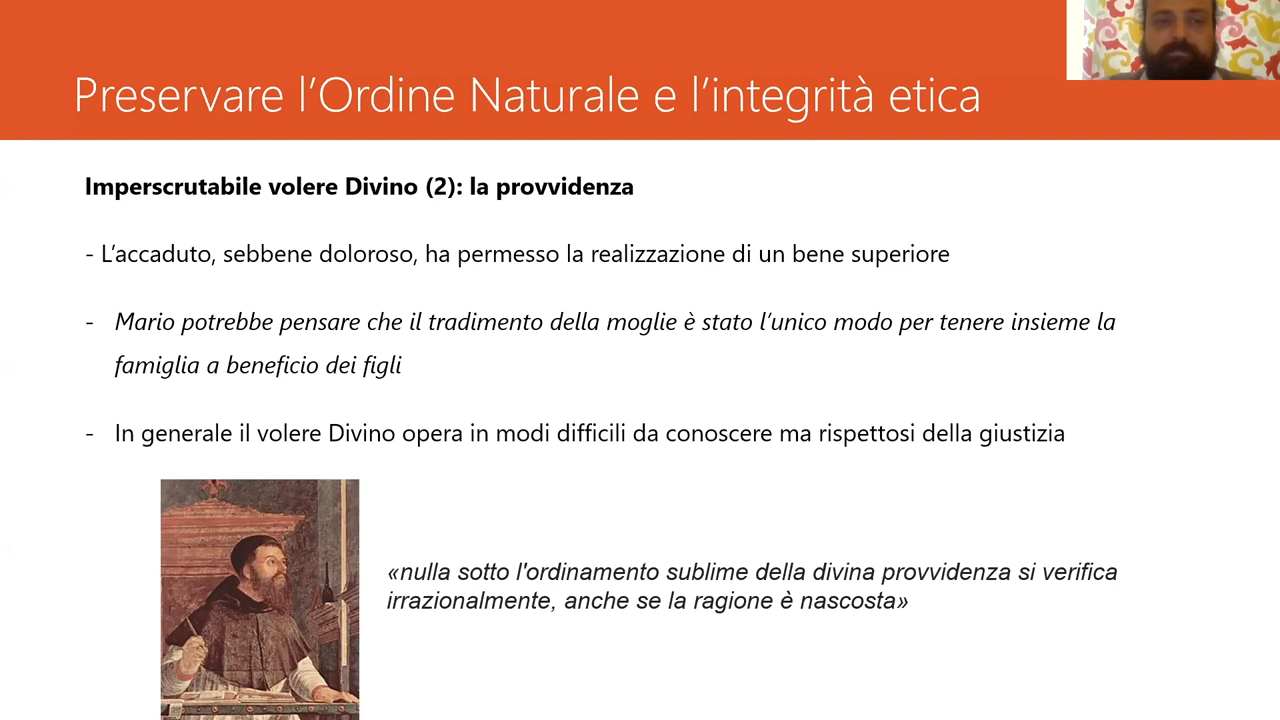 Preservare l’Ordine Naturale e l’integrità etica
Imperscrutabile volere Divino (2): la provvidenza
- L’accaduto, sebbene doloroso, ha permesso la realizzazione di un bene superiore
- Mario potrebbe pensare che il tradimento della moglie è stato l’unico modo per tenere insieme la
famiglia a beneficio dei figli
- In generale il volere Divino opera in modi difficili da conoscere ma rispettosi della giustizia
«nulla sotto l'ordinamento sublime della divina provvidenza si verifica
irrazionalmente, anche se la ragione è nascosta»